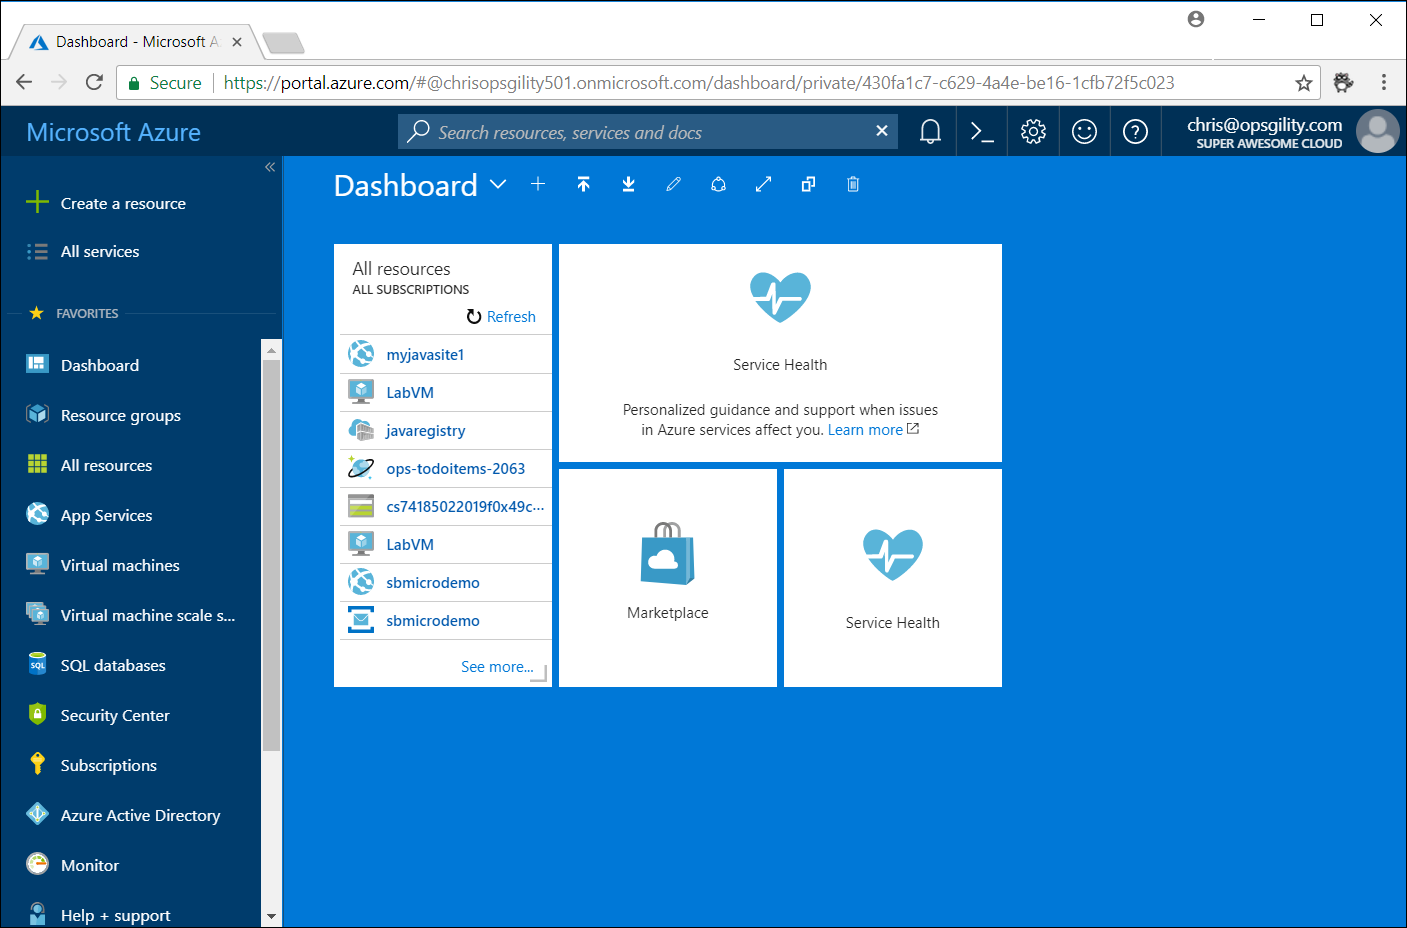 Dashboard - Microsoft A
Secure
https://portal.azure.com/#@chrisopsgility501.onmicrosoft.com/dashboard/private/430fa1c7-c629-4a4e-be16-1cfb72f5c023
Microsoft Azure
Search resources, services and docs
chris@opsgility.com
SUPER AWESOME CLOUD
Create a resource
All services
FAVORITES
Dashboard
Resource groups
All resources
App Services
Virtual machines
Virtual machine scale s...
SQL databases
Security Center
Subscriptions
Azure Active Directory
Monitor
Help + support
Dashboard
All resources
ALL SUBSCRIPTIONS
Refresh
myjavasite1
LabVM
javaregistry
ops-todoitems-2063
cs74185022019f0x49c...
LabVM
sbmicrodemo
sbmicrodemo
See more...
Service Health
Personalized guidance and support when issues
in Azure services affect you. Learn more
Marketplace
Service Health